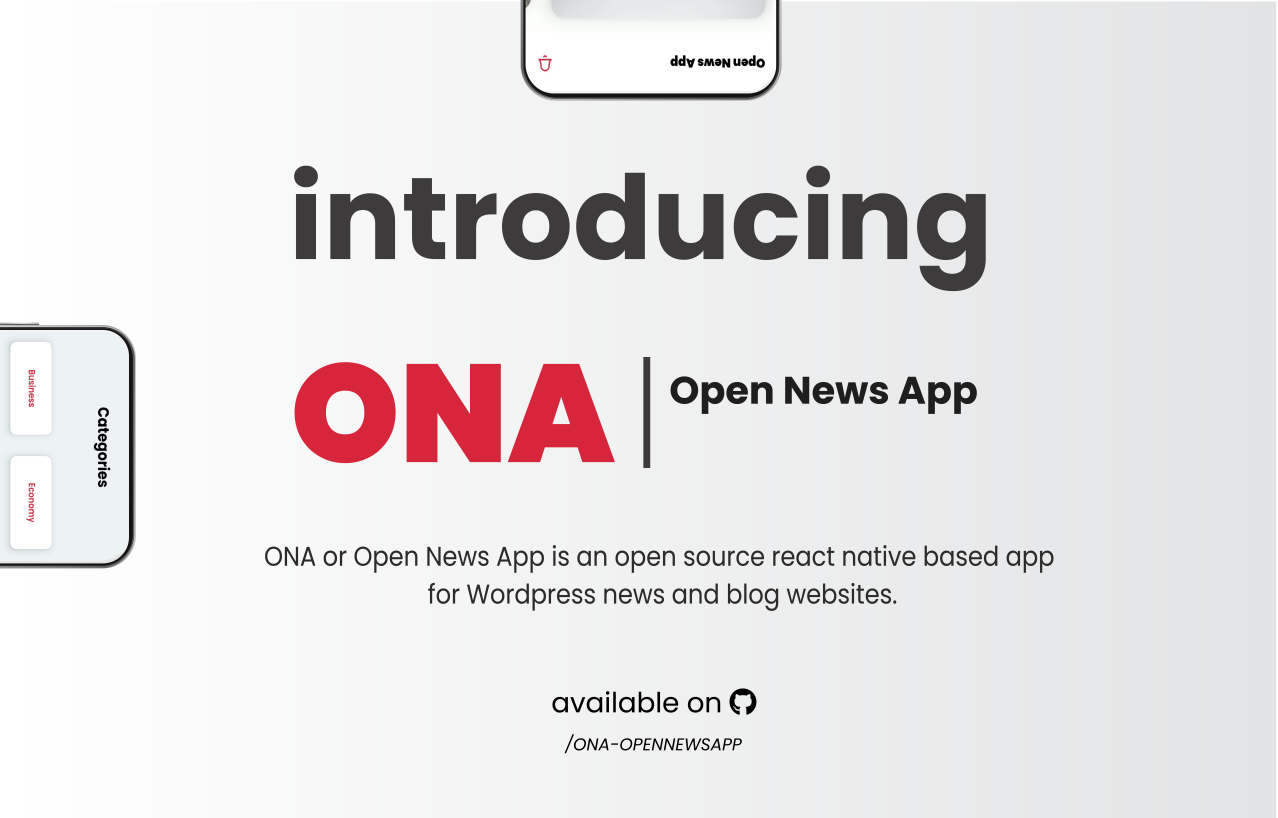 Open News App
introducing
ONA
Open News App
Categories
Business
Economy
ONA or Open News App is an open source react native based app
for Wordpress news and blog websites.
available on
/ONA-OPENNEWSAPP